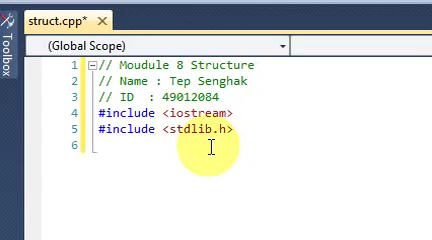 struct.cpp*
Toolbox
(Global Scope)
1 // Moudule 8 Structure
2 // Name : Tep Senghak
3 // ID  : 49012084
4 #include <iostream>
5 #include <stdlib.h>
6